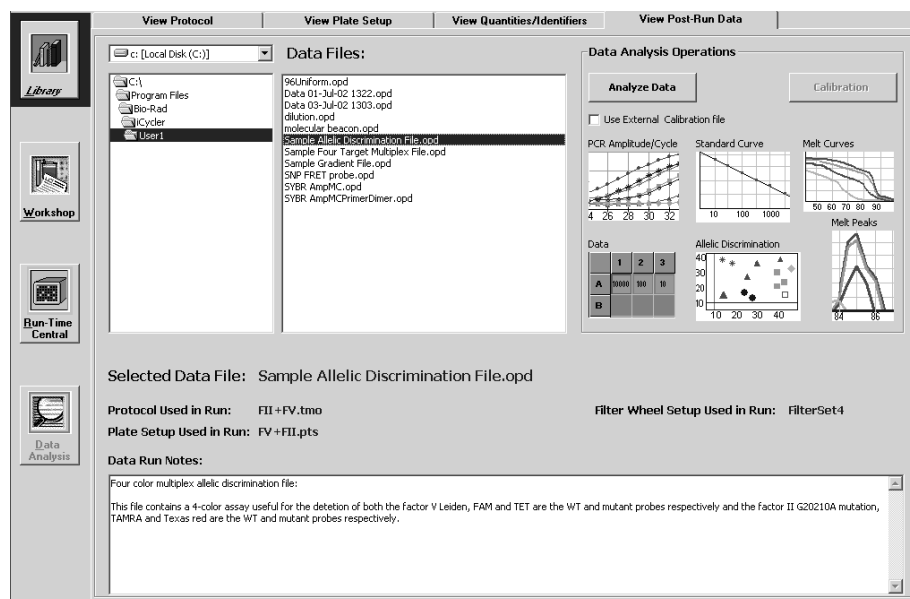 View Protocol
View Plate Setup
View Quantities/Identifiers
View Post-Run Data
Library
Workshop
Run-Time
Central
Data
Analysis
c: [Local Disk (C:)]
C:\
Program Files
Bio-Rad
iCycler
User1
Data Files:
96Uniform.opd
Data 01-Jul-02 1322.opd
Data 03-Jul-02 1303.opd
dilution.opd
molecular beacon.opd
Sample Allelic Discrimination File.opd
Sample Four Target Multiplex File.opd
Sample Gradient File.opd
SNP FRET probe.opd
SYBR AmpMC.opd
SYBR AmpMCPrimerDimer.opd
Data Analysis Operations
Analyze Data
Calibration
Use External Calibration file
PCR Amplitude/Cycle
4 26 28 30 32
Standard Curve
10 100 1000
Melt Curves
50 60 70 80 90
Data
1 2 3
A 10000 100 10
B
Allelic Discrimination
40
30
20
10
10 20 30 40
Melt Peaks
84 86
Selected Data File: Sample Allelic Discrimination File.opd
Protocol Used in Run: FII+FV.tmo
Filter Wheel Setup Used in Run: FilterSet4
Plate Setup Used in Run: FV+FII.pts
Data Run Notes:
Four color multiplex allelic discrimination file:
This file contains a 4-color assay useful for the detetion of both the factor V Leiden, FAM and TET are the WT and mutant probes respectively and the factor II G20210A mutation,
TAMRA and Texas red are the WT and mutant probes respectively.